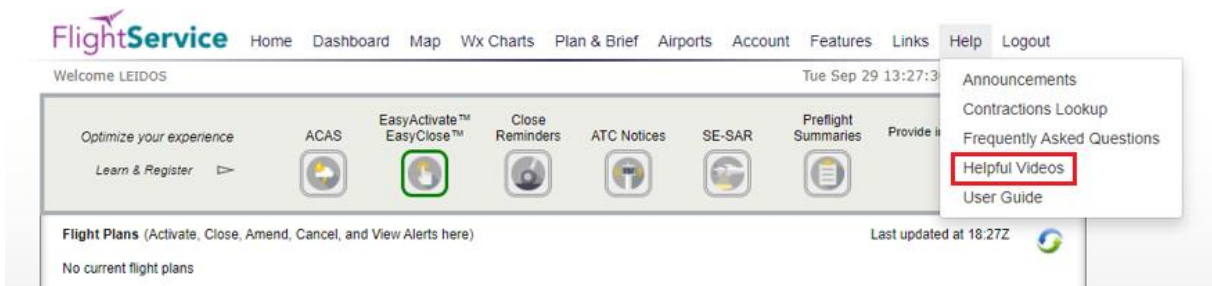 FlightService Home Dashboard Map Wx Charts Plan & Brief Airports Account Features Links Help Logout
Welcome LEIDOS Tue Sep 29 13:27:3
Announcements
Contractions Lookup
Frequently Asked Questions
Helpful Videos
User Guide
Optimize your experience
Learn & Register
ACAS
EasyActivate™
EasyClose™
Close
Reminders
ATC Notices
SE-SAR
Preflight
Summaries
Provide
Flight Plans (Activate, Close, Amend, Cancel, and View Alerts here) Last updated at 18:27Z
No current flight plans